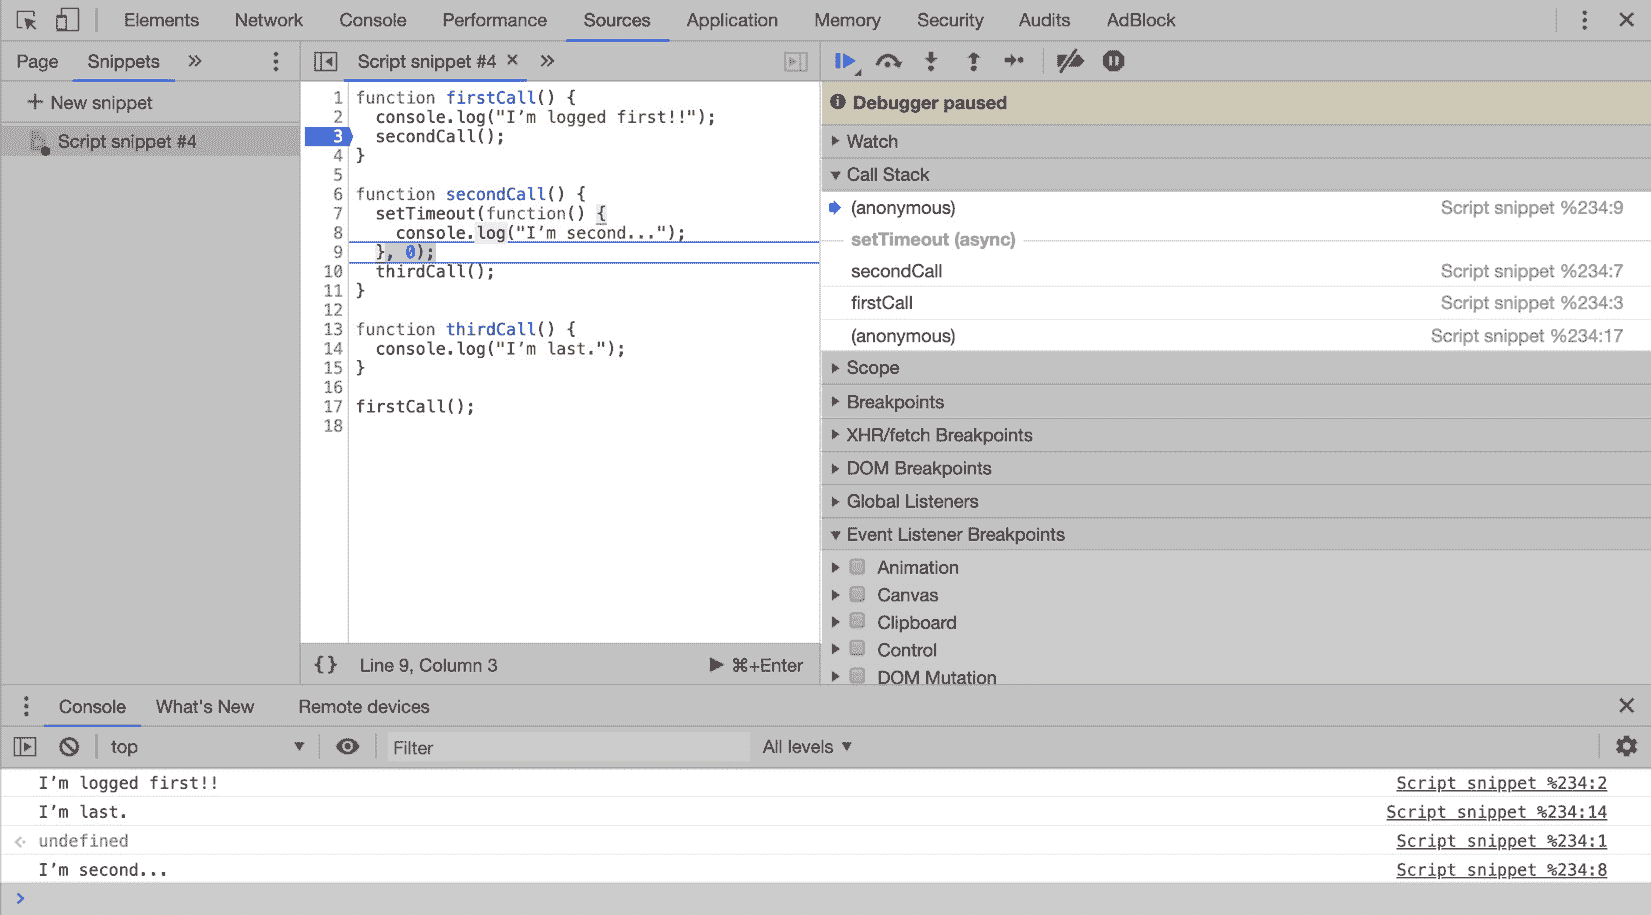 Elements Network Console Performance Sources Application Memory Security Audits AdBlock
Page Snippets » Script snippet #4 × »
+ New snippet
Script snippet #4
1 function firstCall() {
2 console.log("I’m logged first!!");
3 secondCall();
4 }
5
6 function secondCall() {
7 setTimeout(function() {
8 console.log("I’m second...");
9 }, 0);
10 thirdCall();
11 }
12
13 function thirdCall() {
14 console.log("I’m last.");
15 }
16
17 firstCall();
18
{} Line 9, Column 3 ⌘+Enter
Debugger paused
Watch
Call Stack
(anonymous) Script snippet %234:9
setTimeout (async)
secondCall Script snippet %234:7
firstCall Script snippet %234:3
(anonymous) Script snippet %234:17
Scope
Breakpoints
XHR/fetch Breakpoints
DOM Breakpoints
Global Listeners
Event Listener Breakpoints
Animation
Canvas
Clipboard
Control
DOM Mutation
Console What's New Remote devices
top Filter All levels
I’m logged first!! Script snippet %234:2
I’m last. Script snippet %234:14
undefined Script snippet %234:1
I’m second... Script snippet %234:8
>